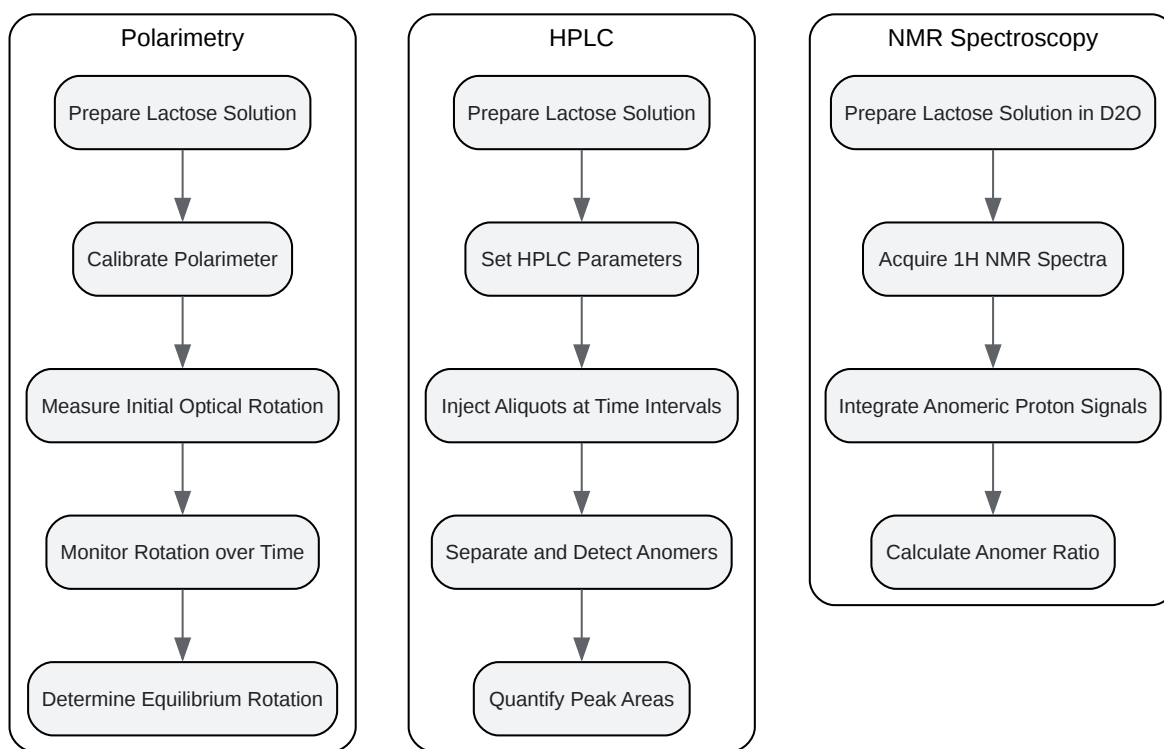 Polarimetry
Prepare Lactose Solution
Calibrate Polarimeter
Measure Initial Optical Rotation
Monitor Rotation over Time
Determine Equilibrium Rotation
HPLC
Prepare Lactose Solution
Set HPLC Parameters
Inject Aliquots at Time Intervals
Separate and Detect Anomers
Quantify Peak Areas
NMR Spectroscopy
Prepare Lactose Solution in D2O
Acquire 1H NMR Spectra
Integrate Anomeric Proton Signals
Calculate Anomer Ratio